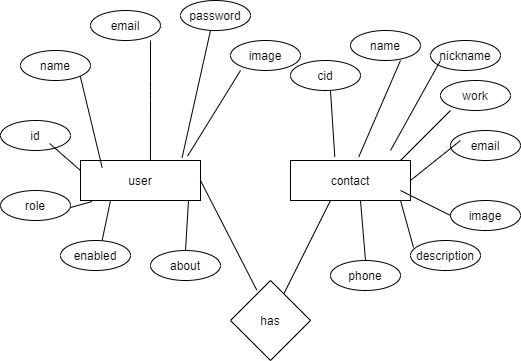 password
email
name
image
nickname
name
cid
work
id
email
user
contact
role
image
enabled
about
phone
description
has